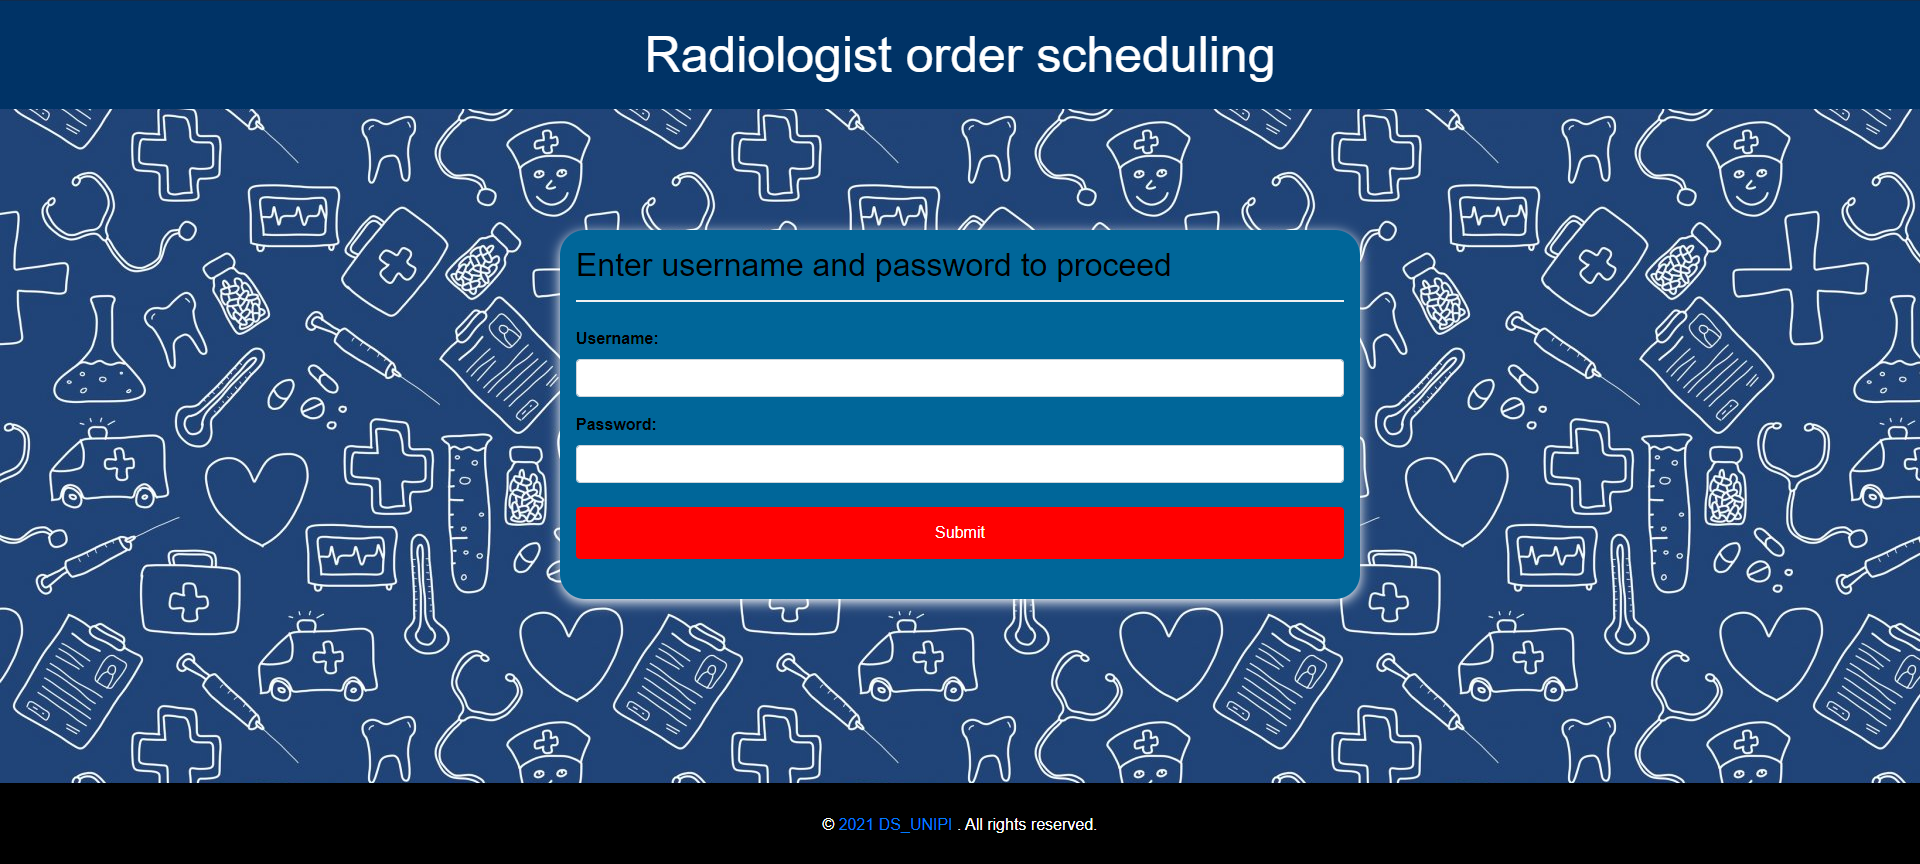 Radiologist order scheduling
Enter username and password to proceed
Username:
Password:
Submit
© 2021 DS_UNIPI . All rights reserved.